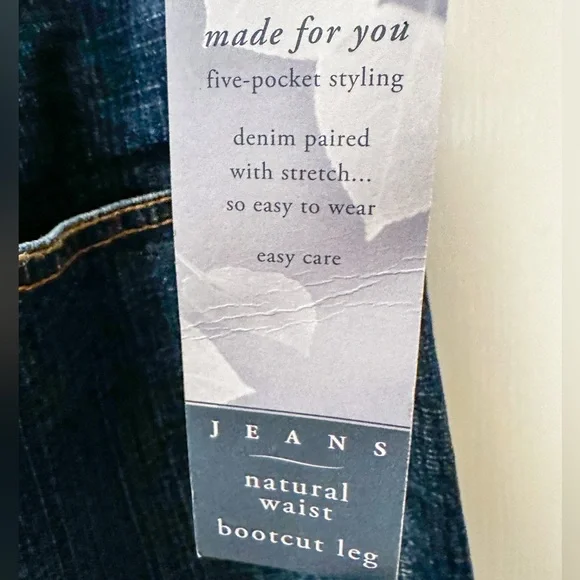 made for you
five-pocket styling
denim paired
with stretch...
so easy to wear
easy care
JEANS
natural
waist
bootcut leg